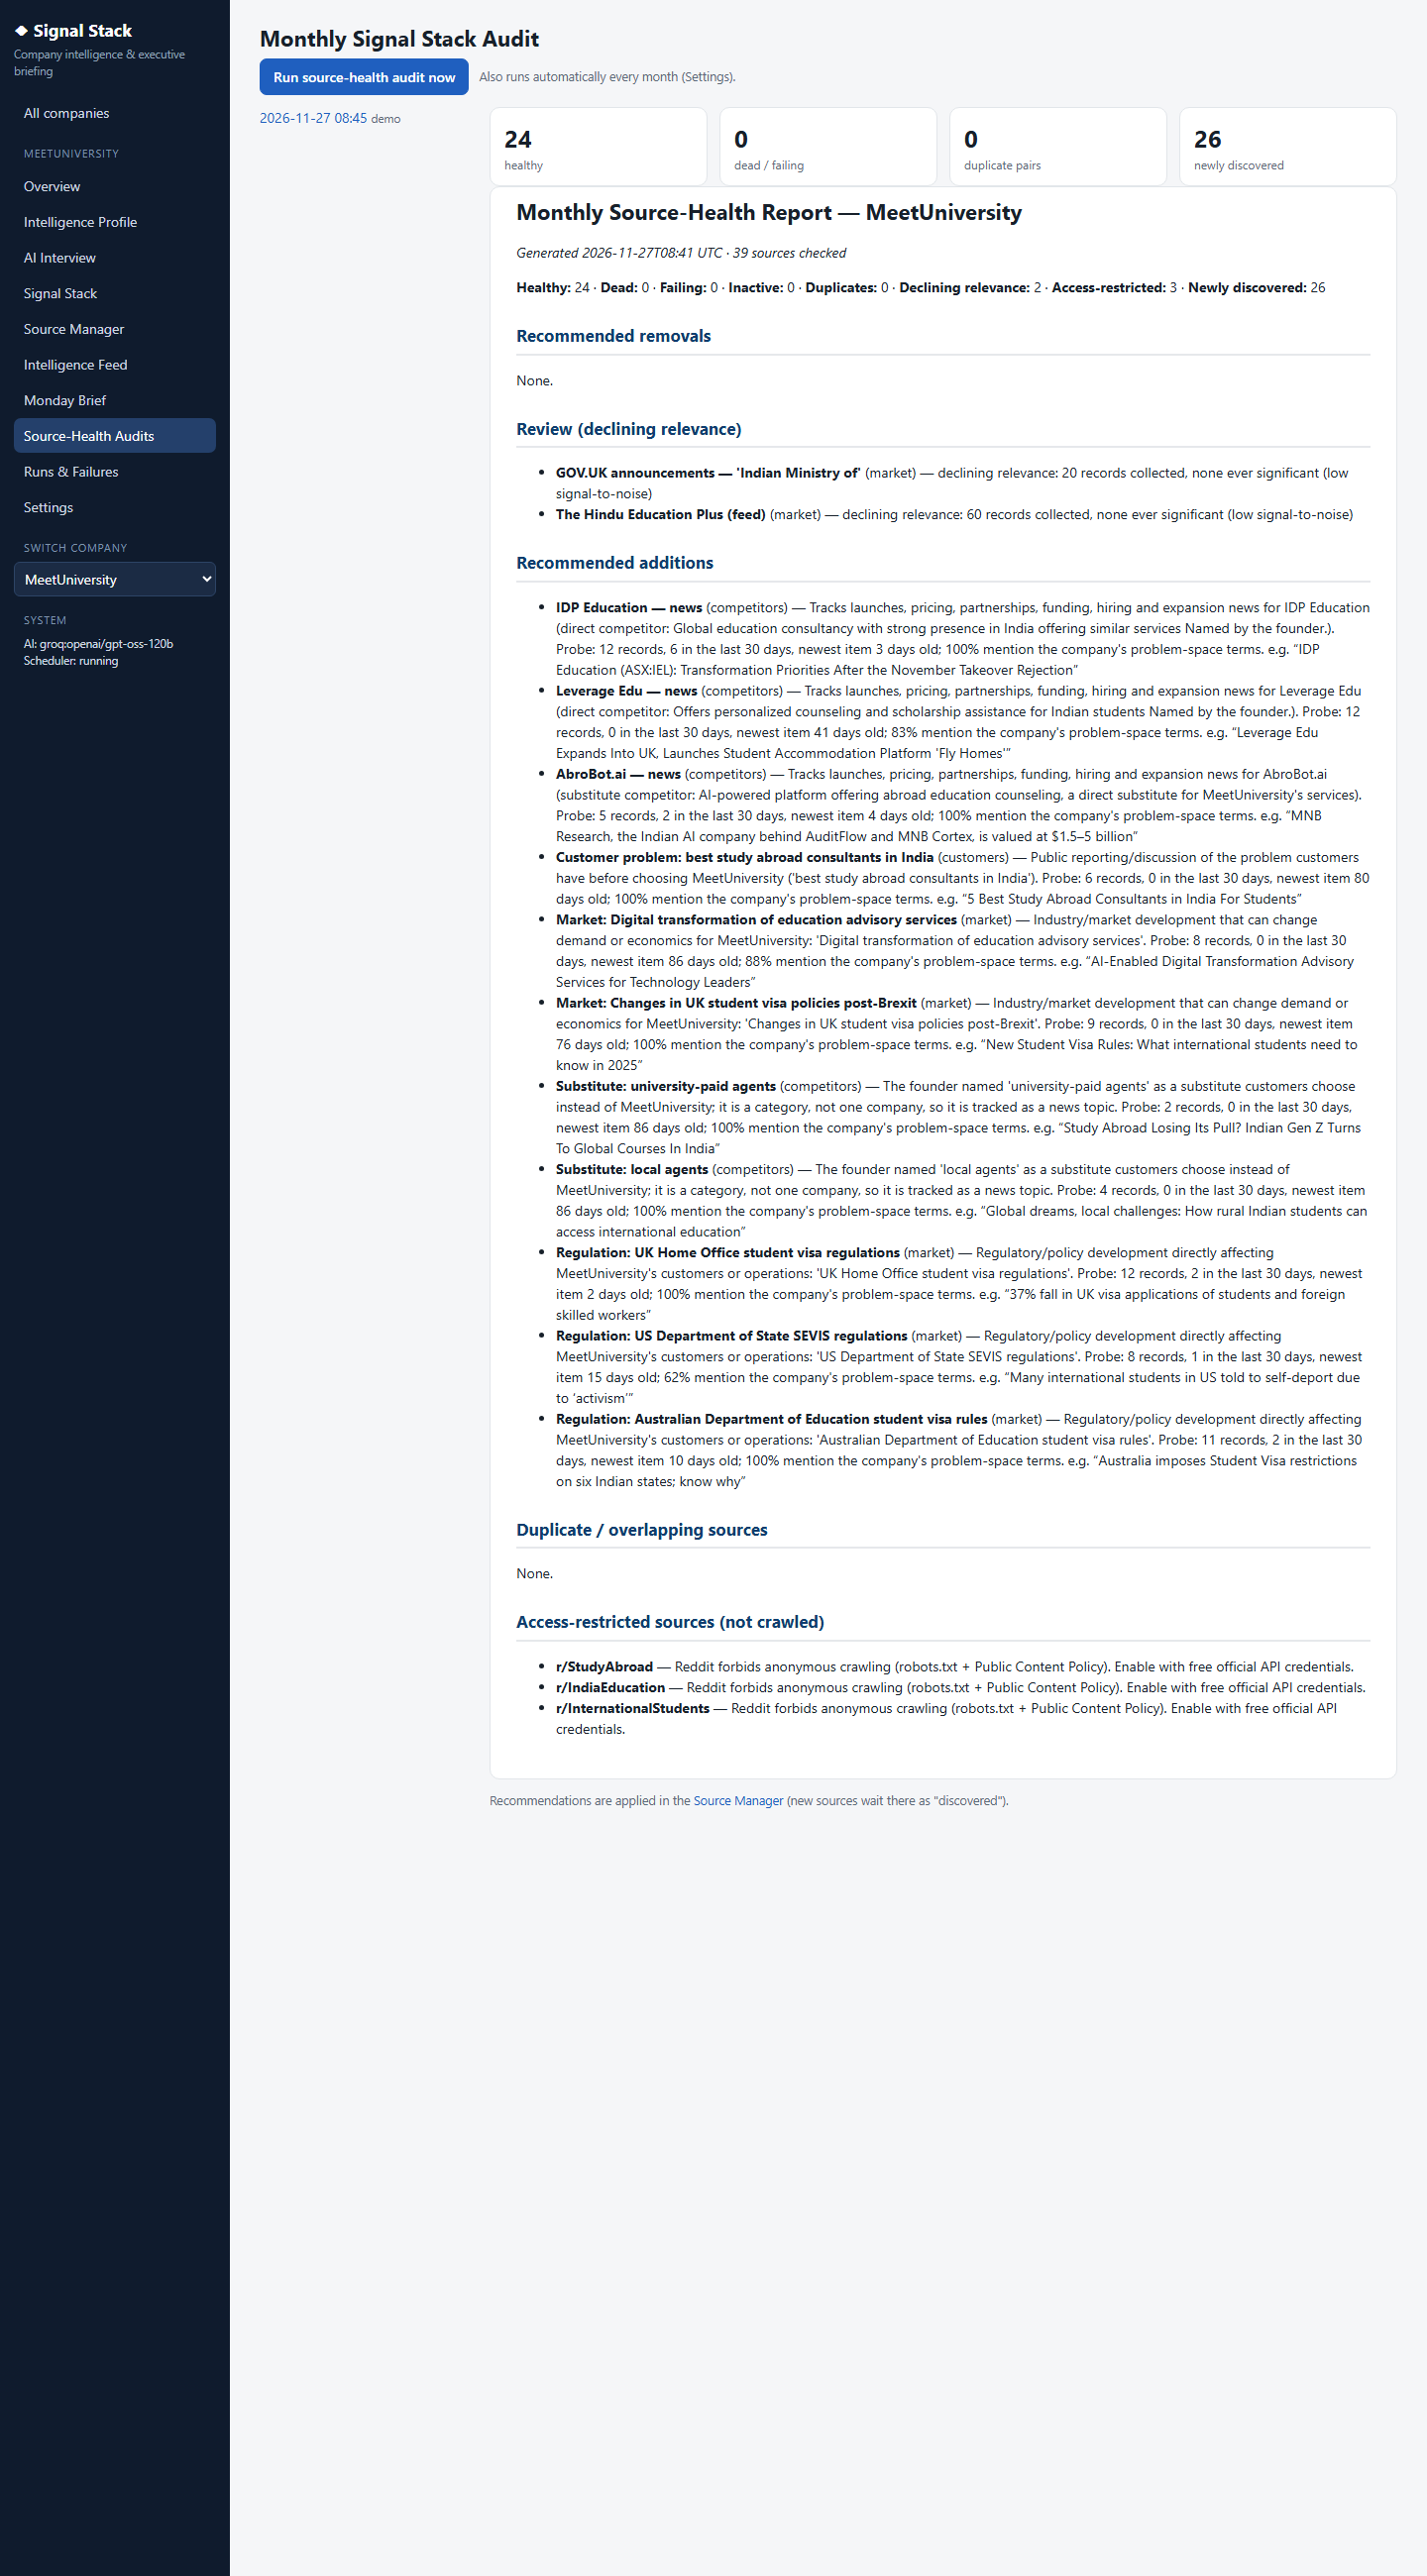 Signal Stack
Company intelligence & executive
briefing
All companies
MEETUNIVERSITY
Overview
Intelligence Profile
AI Interview
Signal Stack
Source Manager
Intelligence Feed
Monday Brief
Source-Health Audits
Runs & Failures
Settings
SWITCH COMPANY
MeetUniversity
SYSTEM
AI: groq:openai/gpt-oss-120b
Scheduler: running
Monthly Signal Stack Audit
Run source-health audit now Also runs automatically every month (Settings).
2026-11-27 08:45 demo
24
healthy
0
dead / failing
0
duplicate pairs
26
newly discovered
Monthly Source-Health Report — MeetUniversity
Generated 2026-11-27T08:41 UTC · 39 sources checked
Healthy: 24 · Dead: 0 · Failing: 0 · Inactive: 0 · Duplicates: 0 · Declining relevance: 2 · Access-restricted: 3 · Newly discovered: 26
Recommended removals
None.
Review (declining relevance)
• GOV.UK announcements — 'Indian Ministry of' (market) — declining relevance: 20 records collected, none ever significant (low
signal-to-noise)
• The Hindu Education Plus (feed) (market) — declining relevance: 60 records collected, none ever significant (low signal-to-noise)
Recommended additions
• IDP Education — news (competitors) — Tracks launches, pricing, partnerships, funding, hiring and expansion news for IDP Education
(direct competitor: Global education consultancy with strong presence in India offering similar services Named by the founder.).
Probe: 12 records, 6 in the last 30 days, newest item 3 days old; 100% mention the company's problem-space terms. e.g. “IDP
Education (ASX:IEL): Transformation Priorities After the November Takeover Rejection”
• Leverage Edu — news (competitors) — Tracks launches, pricing, partnerships, funding, hiring and expansion news for Leverage Edu
(direct competitor: Offers personalized counseling and scholarship assistance for Indian students Named by the founder.). Probe: 12
records, 0 in the last 30 days, newest item 41 days old; 83% mention the company's problem-space terms. e.g. “Leverage Edu
Expands Into UK, Launches Student Accommodation Platform 'Fly Homes'”
• AbroBot.ai — news (competitors) — Tracks launches, pricing, partnerships, funding, hiring and expansion news for AbroBot.ai
(substitute competitor: AI-powered platform offering abroad education counseling, a direct substitute for MeetUniversity's services).
Probe: 5 records, 2 in the last 30 days, newest item 4 days old; 100% mention the company's problem-space terms. e.g. “MNB
Research, the Indian AI company behind AuditFlow and MNB Cortex, is valued at $1.5–5 billion”
• Customer problem: best study abroad consultants in India (customers) — Public reporting/discussion of the problem customers
have before choosing MeetUniversity ('best study abroad consultants in India'). Probe: 6 records, 0 in the last 30 days, newest item 80
days old; 100% mention the company's problem-space terms. e.g. “5 Best Study Abroad Consultants in India For Students”
• Market: Digital transformation of education advisory services (market) — Industry/market development that can change
demand or economics for MeetUniversity: 'Digital transformation of education advisory services'. Probe: 8 records, 0 in the last 30
days, newest item 86 days old; 88% mention the company's problem-space terms. e.g. “AI-Enabled Digital Transformation Advisory
Services for Technology Leaders”
• Market: Changes in UK student visa policies post-Brexit (market) — Industry/market development that can change demand or
economics for MeetUniversity: 'Changes in UK student visa policies post-Brexit'. Probe: 9 records, 0 in the last 30 days, newest item
76 days old; 100% mention the company's problem-space terms. e.g. “New Student Visa Rules: What international students need to
know in 2025”
• Substitute: university-paid agents (competitors) — The founder named 'university-paid agents' as a substitute customers choose
instead of MeetUniversity; it is a category, not one company, so it is tracked as a news topic. Probe: 2 records, 0 in the last 30 days,
newest item 86 days old; 100% mention the company's problem-space terms. e.g. “Study Abroad Losing Its Pull? Indian Gen Z Turns
To Global Courses In India”
• Substitute: local agents (competitors) — The founder named 'local agents' as a substitute customers choose instead of
MeetUniversity; it is a category, not one company, so it is tracked as a news topic. Probe: 4 records, 0 in the last 30 days, newest item
86 days old; 100% mention the company's problem-space terms. e.g. “Global dreams, local challenges: How rural Indian students can
access international education”
• Regulation: UK Home Office student visa regulations (market) — Regulatory/policy development directly affecting
MeetUniversity's customers or operations: 'UK Home Office student visa regulations'. Probe: 12 records, 2 in the last 30 days, newest
item 2 days old; 100% mention the company's problem-space terms. e.g. “37% fall in UK visa applications of students and foreign
skilled workers”
• Regulation: US Department of State SEVIS regulations (market) — Regulatory/policy development directly affecting
MeetUniversity's customers or operations: 'US Department of State SEVIS regulations'. Probe: 8 records, 1 in the last 30 days, newest
item 15 days old; 62% mention the company's problem-space terms. e.g. “Many international students in US told to self-deport due
to ‘activism’”
• Regulation: Australian Department of Education student visa rules (market) — Regulatory/policy development directly affecting
MeetUniversity's customers or operations: 'Australian Department of Education student visa rules'. Probe: 11 records, 2 in the last 30
days, newest item 10 days old; 100% mention the company's problem-space terms. e.g. “Australia imposes Student Visa restrictions
on six Indian states; know why”
Duplicate / overlapping sources
None.
Access-restricted sources (not crawled)
• r/StudyAbroad — Reddit forbids anonymous crawling (robots.txt + Public Content Policy). Enable with free official API credentials.
• r/IndiaEducation — Reddit forbids anonymous crawling (robots.txt + Public Content Policy). Enable with free official API credentials.
• r/InternationalStudents — Reddit forbids anonymous crawling (robots.txt + Public Content Policy). Enable with free official API
credentials.
Recommendations are applied in the Source Manager (new sources wait there as "discovered").